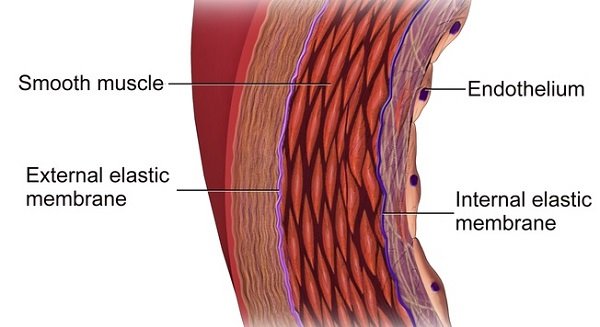 Smooth muscle
Endothelium
External elastic
membrane
Internal elastic
membrane